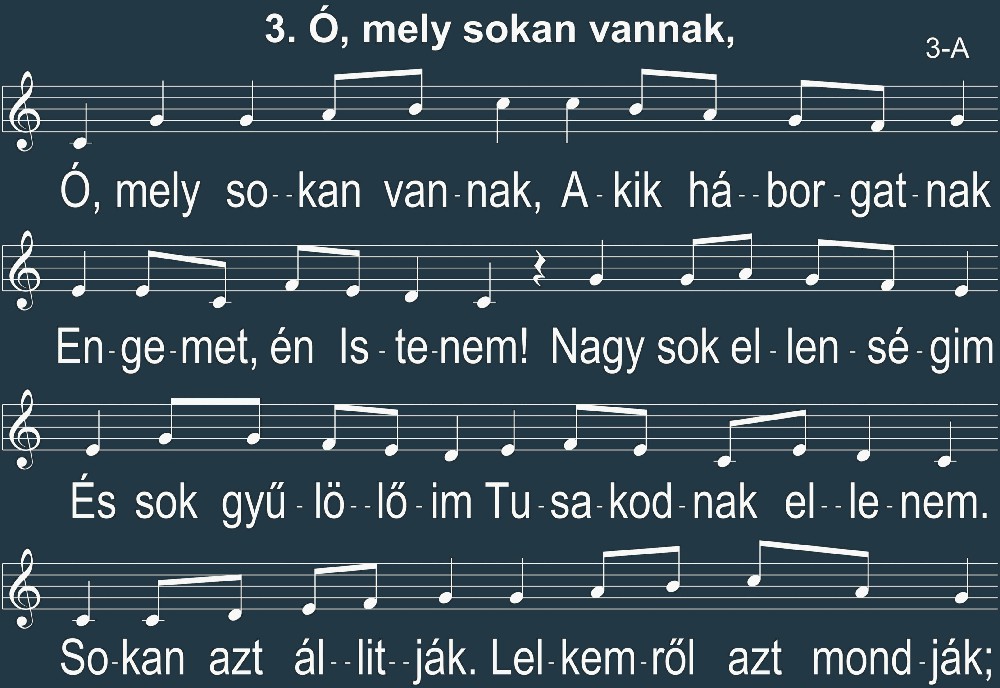 3. Ó, mely sokan vannak,
3-A
Ó, mely so--kan van-nak, A-kik há--bor-gat-nak
En-ge-met, én Is-te-nem! Nagy sok el-len-sé-gim
És sok gyű-lö--lő-im Tu-sa-kod-nak el--le-nem.
So-kan azt ál--lit--ják. Lel-kem-ről azt mond-ják;